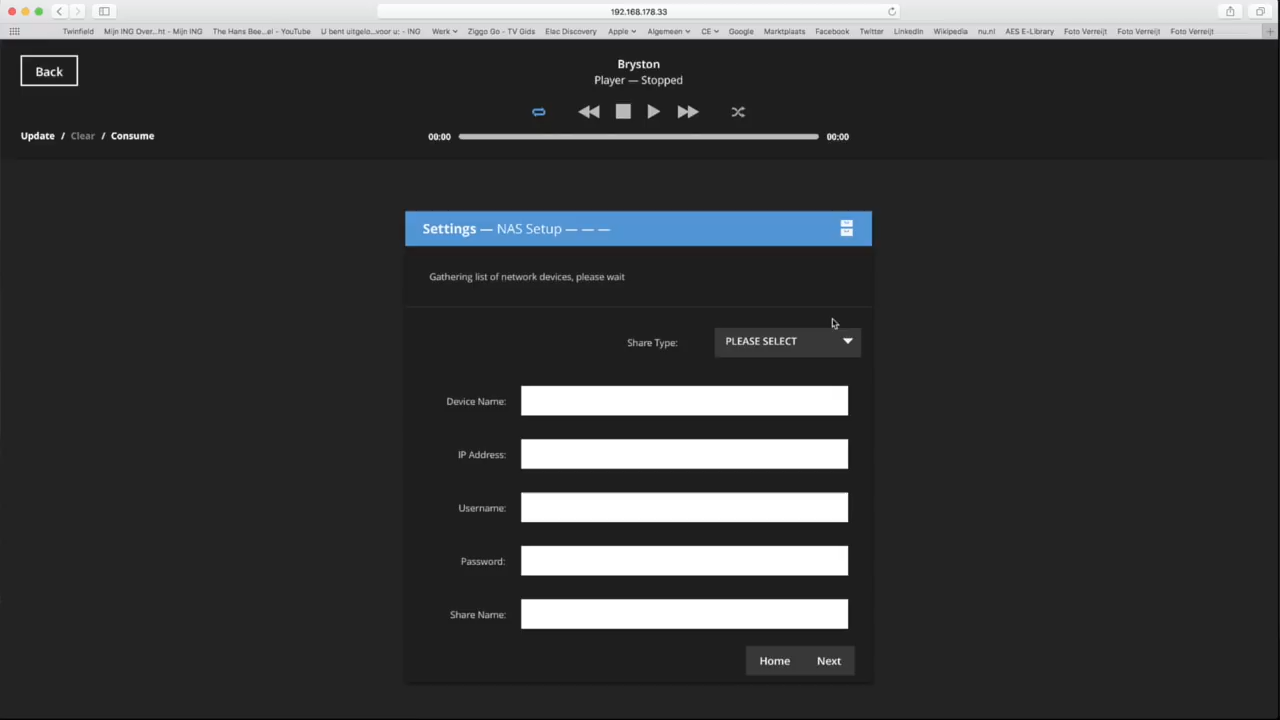 192.168.178.33
Twinfield Mijn ING Over...ht - Mijn ING The Hans Bee...el - YouTube U bent uitgelo...voor u: - ING Werk Ziggo Go - TV Gids Elac Discovery Apple Algemeen CE Google Marktplaats Facebook Twitter LinkedIn Wikipedia nu.nl AES E-Library Foto Verreijt Foto Verreijt Foto Verreijt
Back
Bryston
Player — Stopped
Update / Clear / Consume
00:00 00:00
Settings — NAS Setup — — —
Gathering list of network devices, please wait
Share Type: PLEASE SELECT
Device Name:
IP Address:
Username:
Password:
Share Name:
Home Next